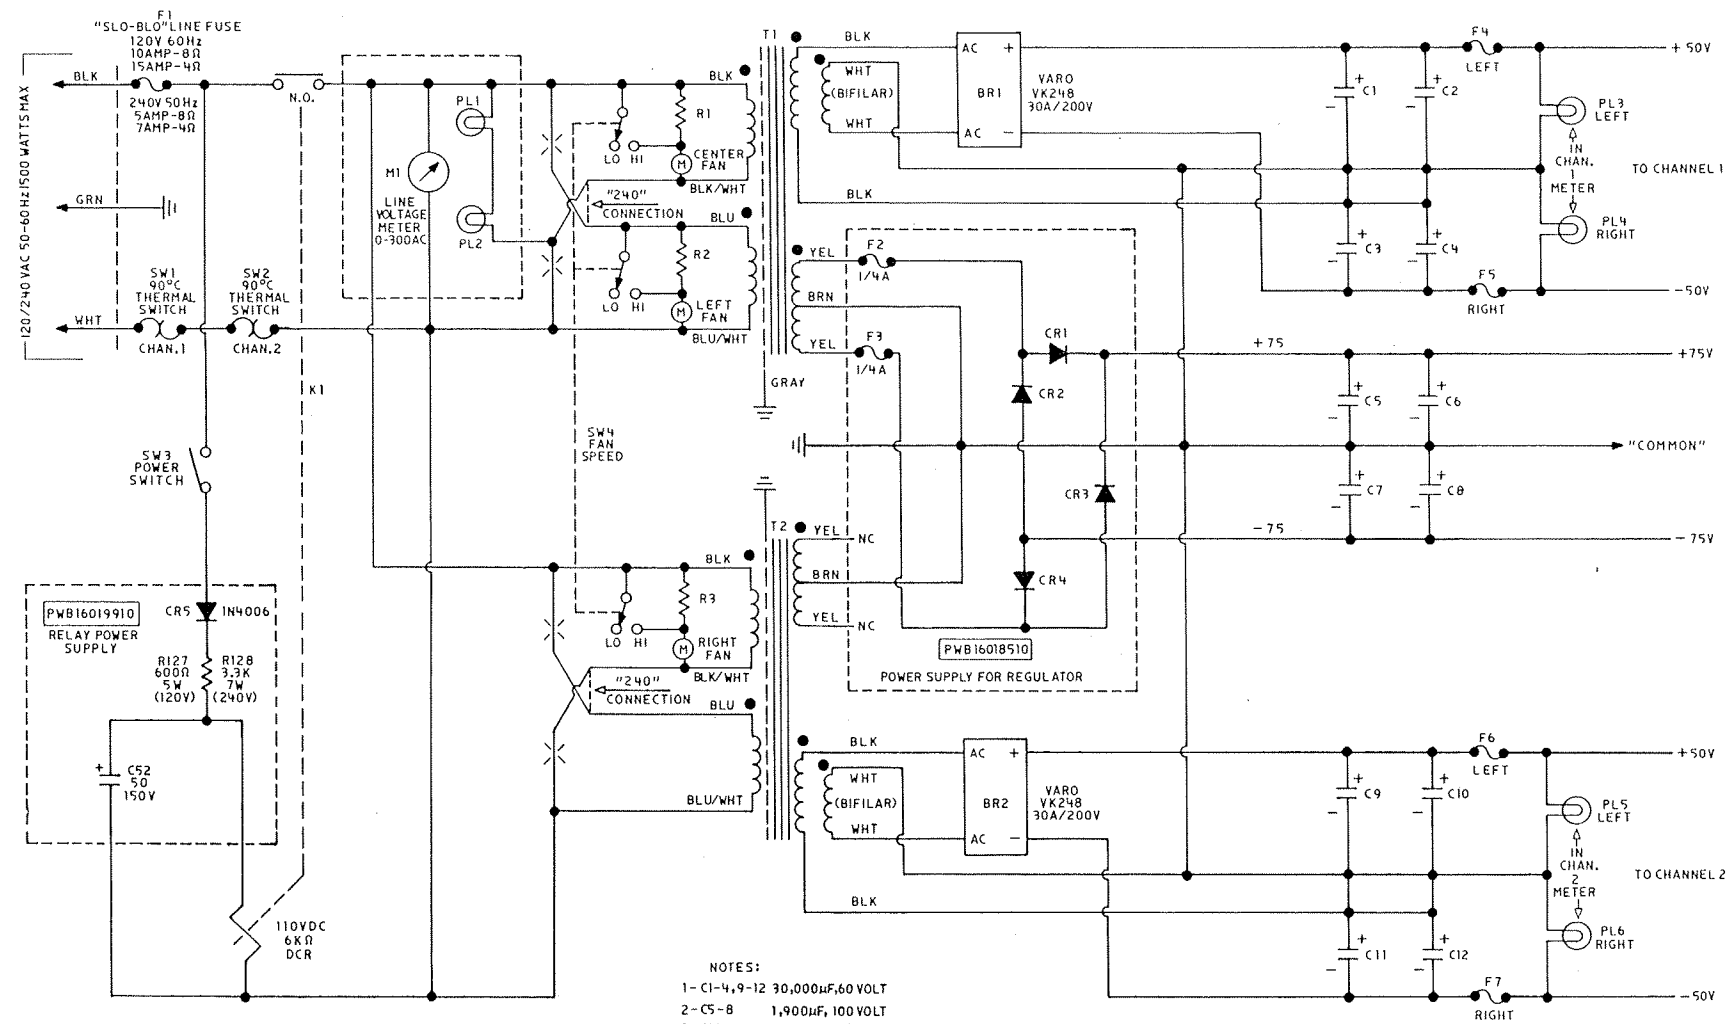 F1
"SLO-BLO" LINE FUSE
120V 60Hz
10AMP-8Ω
15AMP-4Ω
BLK
240V 50Hz
5AMP-8Ω
7AMP-4Ω
N.O.
120/240 VAC 50-60Hz 1500 WATTS MAX
GRN
WHT
SW1
90°C
THERMAL
SWITCH
CHAN.1
SW2
90°C
THERMAL
SWITCH
CHAN.2
K1
SW3
POWER
SWITCH
PWB16019910
RELAY POWER
SUPPLY
CR5
1N4006
R127
600Ω
5W
(120V)
R128
3.3K
7W
(240V)
+
C52
50
150V
110VDC
6KΩ
DCR
PL1
M1
LINE
VOLTAGE
METER
0-300AC
PL2
LO HI
R1
M
CENTER
FAN
BLK
BLK/WHT
"240"
CONNECTION
BLU
LO HI
R2
M
LEFT
FAN
BLU/WHT
SW4
FAN
SPEED
BLK
LO HI
R3
M
RIGHT
FAN
BLK/WHT
"240"
CONNECTION
BLU
BLU/WHT
T1
BLK
WHT
(BIFILAR)
WHT
BLK
AC +
BR1
AC −
VARO
VK248
30A/200V
YEL
F2
1/4A
BRN
YEL
F3
1/4A
GRAY
CR1
CR2
CR3
CR4
PWB16018510
POWER SUPPLY FOR REGULATOR
T2
YEL
NC
BRN
YEL
NC
BLK
WHT
(BIFILAR)
WHT
BLK
AC +
BR2
AC −
VARO
VK248
30A/200V
F4
LEFT
+50V
+
− C1
+
− C2
PL3
LEFT
IN
CHAN.
1
METER
TO CHANNEL 1
+
− C3
+
− C4
PL4
RIGHT
F5
RIGHT
-50V
+75
+75V
+
− C5
+
− C6
"COMMON"
+
− C7
+
− C8
-75
-75V
F6
LEFT
+50V
+
− C9
+
− C10
PL5
LEFT
IN
CHAN.
2
METER
TO CHANNEL 2
+
− C11
+
− C12
PL6
RIGHT
F7
RIGHT
-50V
NOTES:
1- C1-4,9-12 30,000µF,60 VOLT
2-C5-8 1,900µF, 100 VOLT